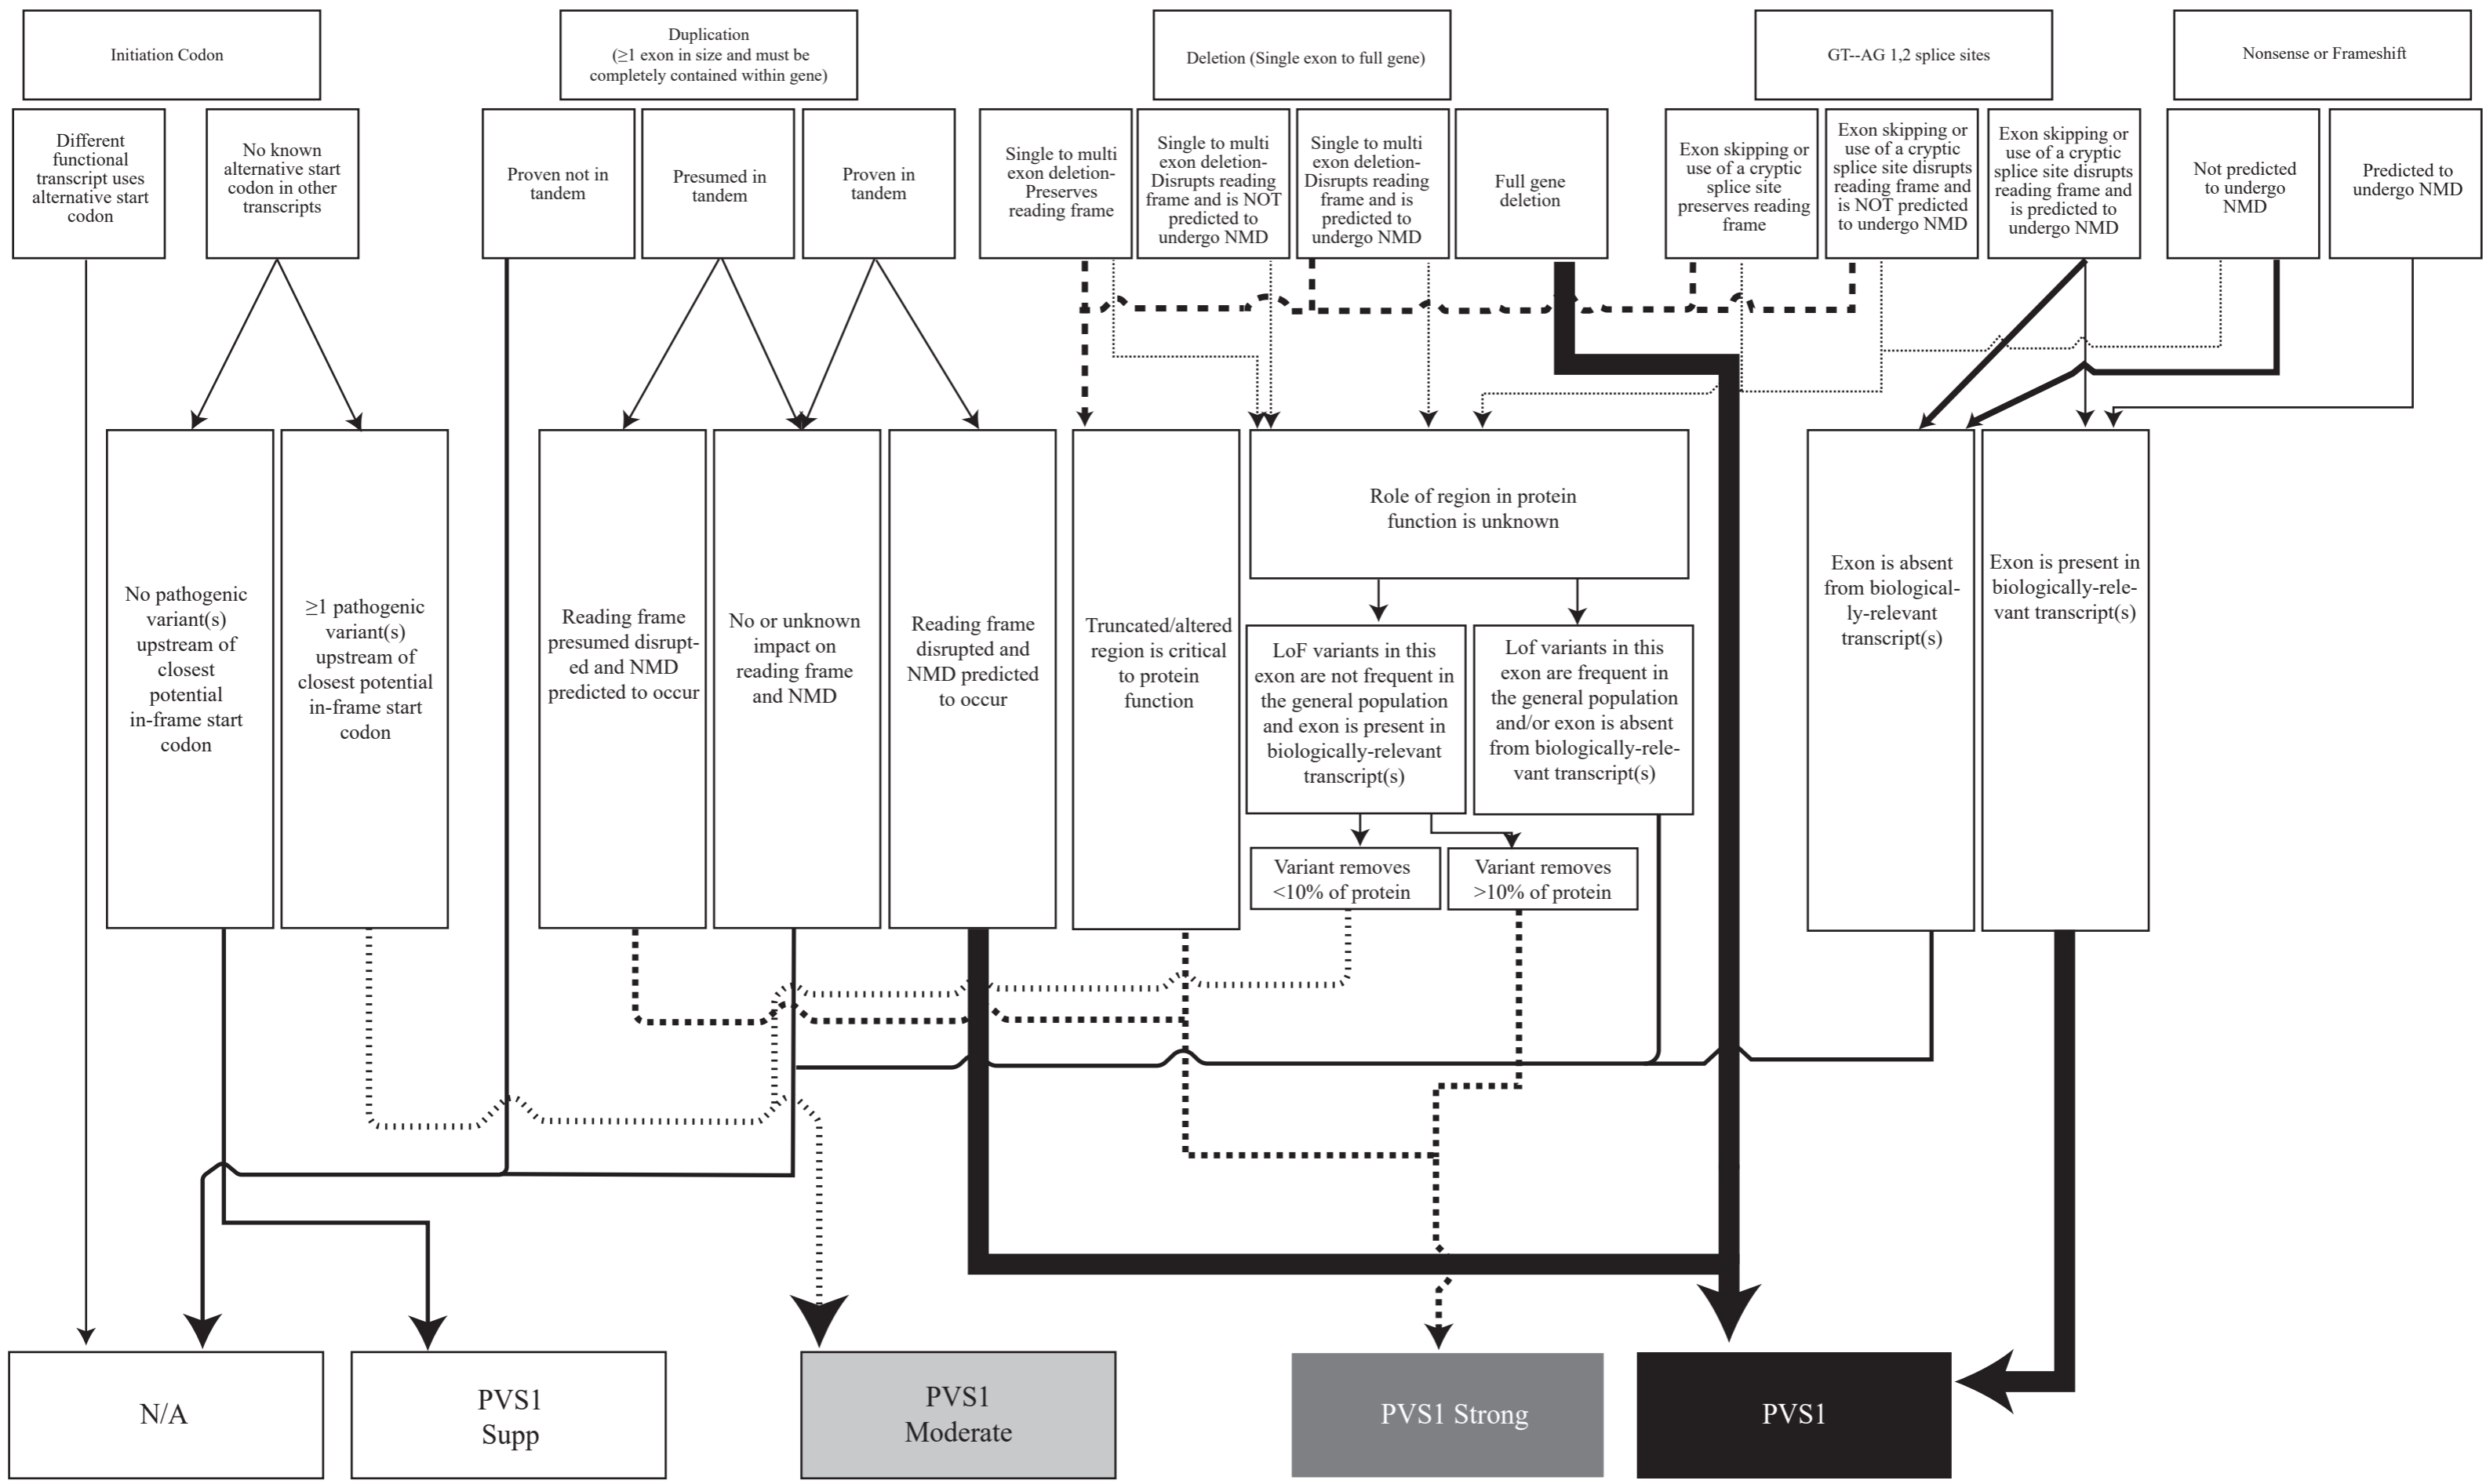 Initiation Codon
Duplication
(≥1 exon in size and must be
completely contained within gene)
Deletion (Single exon to full gene)
GT--AG 1,2 splice sites
Nonsense or Frameshift
Different
functional
transcript uses
alternative start
codon
No known
alternative start
codon in other
transcripts
Proven not in
tandem
Presumed in
tandem
Proven in
tandem
Single to multi
exon deletion-
Preserves
reading frame
Single to multi
exon deletion-
Disrupts reading
frame and is NOT
predicted to
undergo NMD
Single to multi
exon deletion-
Disrupts reading
frame and is
predicted to
undergo NMD
Full gene
deletion
Exon skipping or
use of a cryptic
splice site
preserves reading
frame
Exon skipping or
use of a cryptic
splice site disrupts
reading frame and
is NOT predicted
to undergo NMD
Exon skipping or
use of a cryptic
splice site disrupts
reading frame and
is predicted to
undergo NMD
Not predicted
to undergo
NMD
Predicted to
undergo NMD
No pathogenic
variant(s)
upstream of
closest
potential
in-frame start
codon
≥1 pathogenic
variant(s)
upstream of
closest potential
in-frame start
codon
Reading frame
presumed disrupt-
ed and NMD
predicted to occur
No or unknown
impact on
reading frame
and NMD
Reading frame
disrupted and
NMD predicted
to occur
Truncated/altered
region is critical
to protein
function
Role of region in protein
function is unknown
LoF variants in this
exon are not frequent in
the general population
and exon is present in
biologically-relevant
transcript(s)
Lof variants in this
exon are frequent in
the general population
and/or exon is absent
from biologically-rele-
vant transcript(s)
Variant removes
<10% of protein
Variant removes
>10% of protein
Exon is absent
from biological-
ly-relevant
transcript(s)
Exon is present in
biologically-rele-
vant transcript(s)
N/A
PVS1
Supp
PVS1
Moderate
PVS1 Strong
PVS1